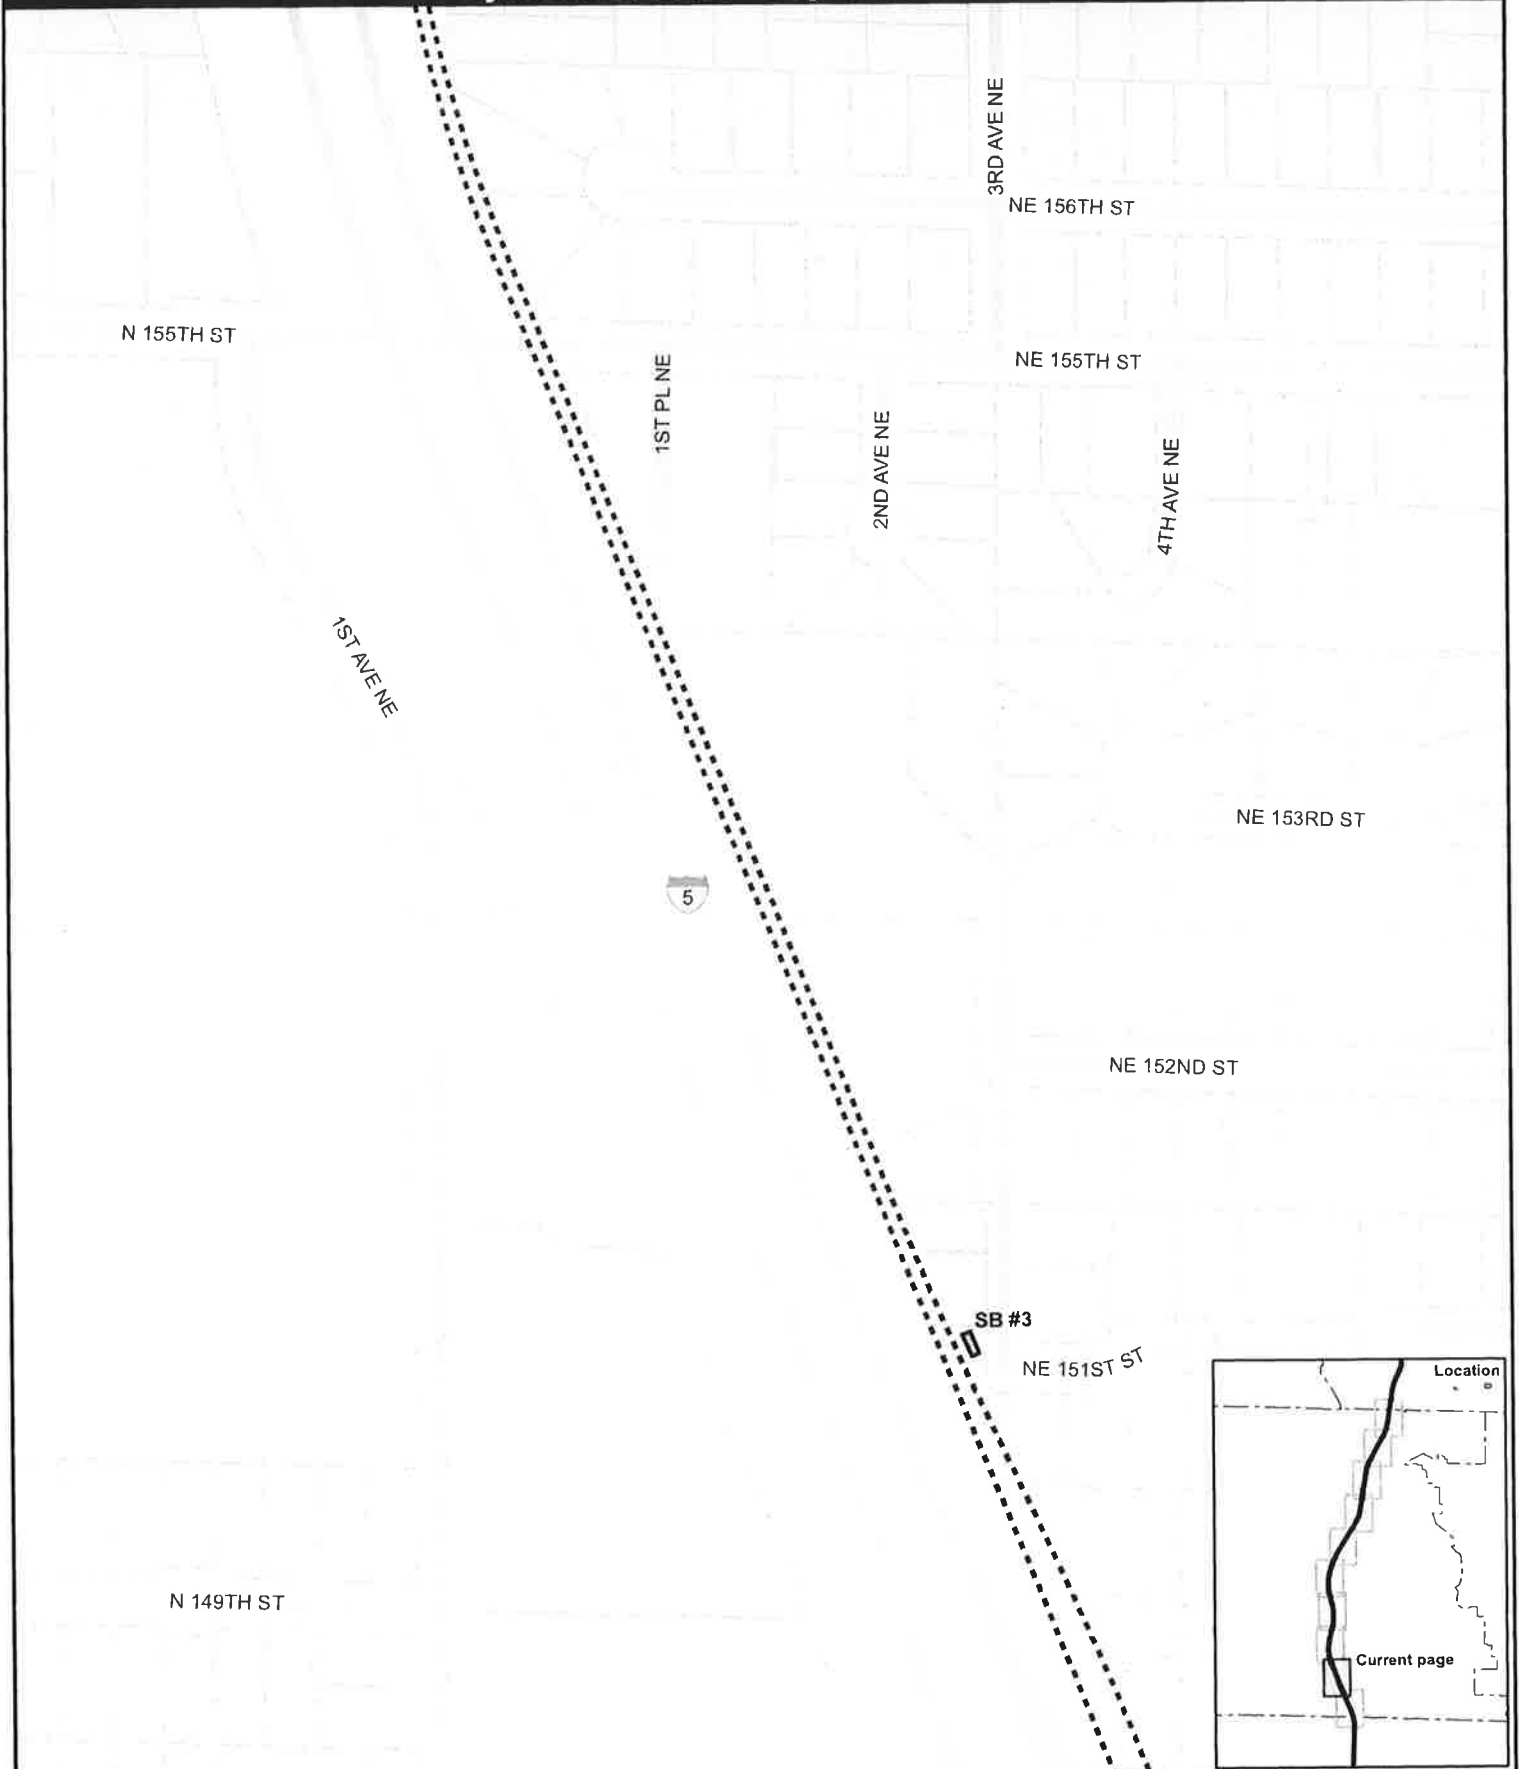 3RD AVE NE
NE 156TH ST
N 155TH ST
NE 155TH ST
1ST PL NE
2ND AVE NE
4TH AVE NE
1ST AVE NE
NE 153RD ST
5
NE 152ND ST
SB #3
NE 151ST ST
Location
N 149TH ST
Current page